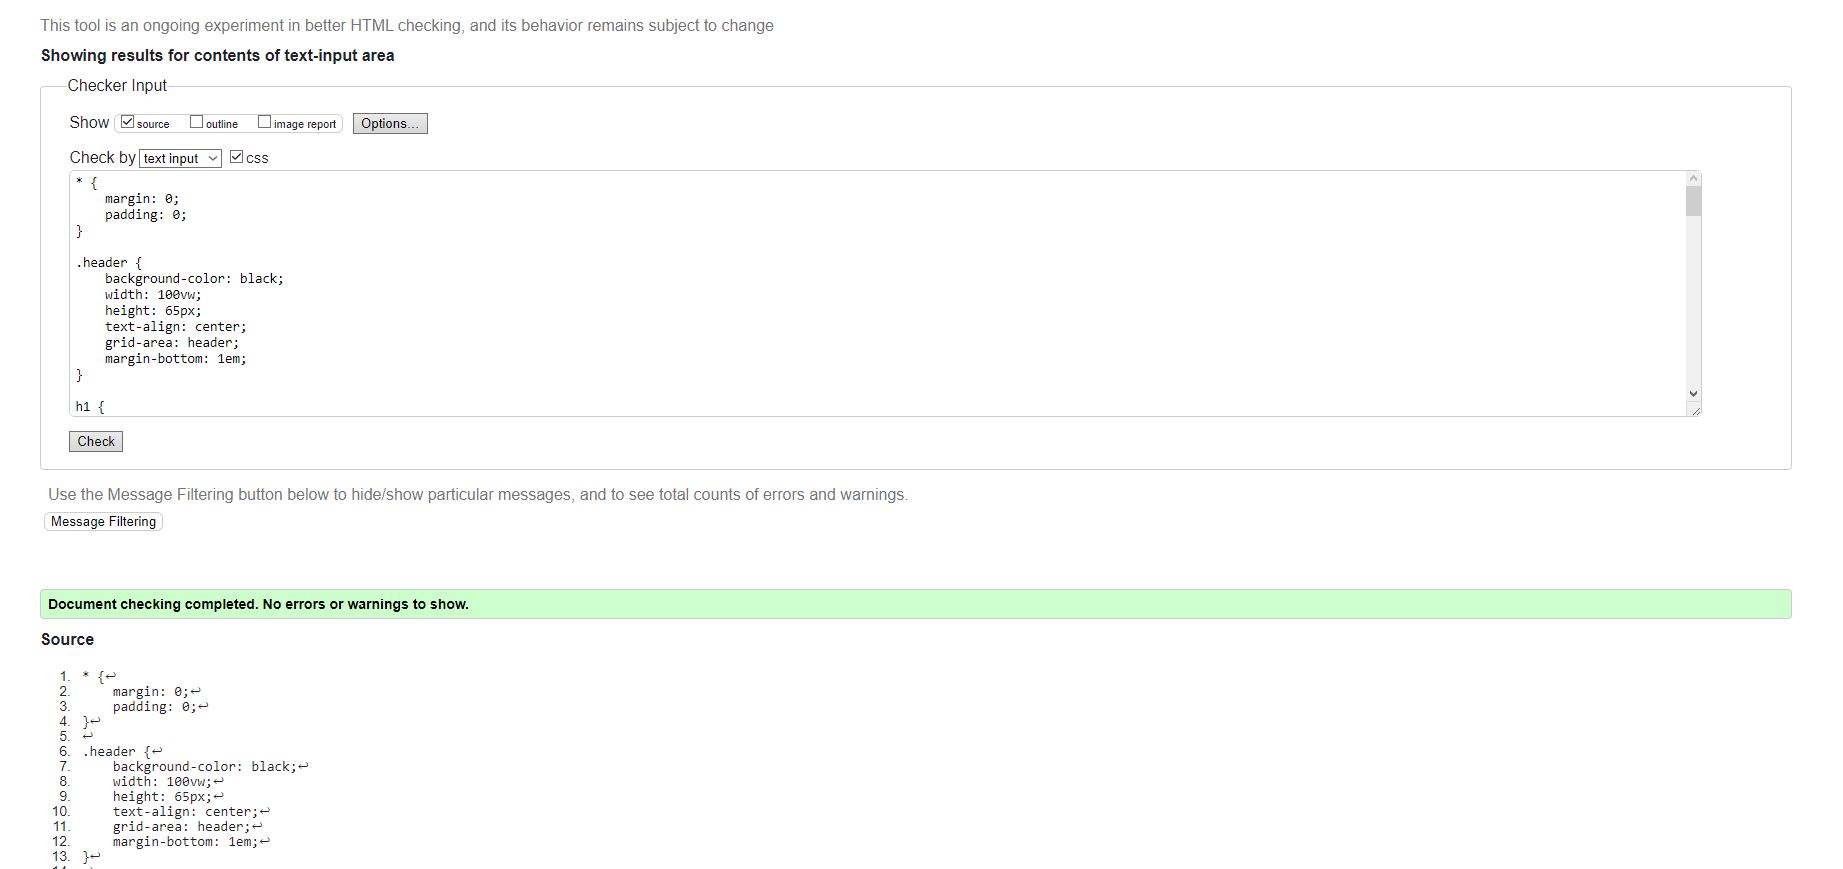 This tool is an ongoing experiment in better HTML checking, and its behavior remains subject to change
Showing results for contents of text-input area
Checker Input
Show source outline image report Options...
Check by text input css
* {
    margin: 0;
    padding: 0;
}
.header {
    background-color: black;
    width: 100vw;
    height: 65px;
    text-align: center;
    grid-area: header;
    margin-bottom: 1em;
}
h1 {
Check
Use the Message Filtering button below to hide/show particular messages, and to see total counts of errors and warnings.
Message Filtering
Document checking completed. No errors or warnings to show.
Source
1. * {↩
2.     margin: 0;↩
3.     padding: 0;↩
4. }↩
5. ↩
6. .header {↩
7.     background-color: black;↩
8.     width: 100vw;↩
9.     height: 65px;↩
10.     text-align: center;↩
11.     grid-area: header;↩
12.     margin-bottom: 1em;↩
13. }↩